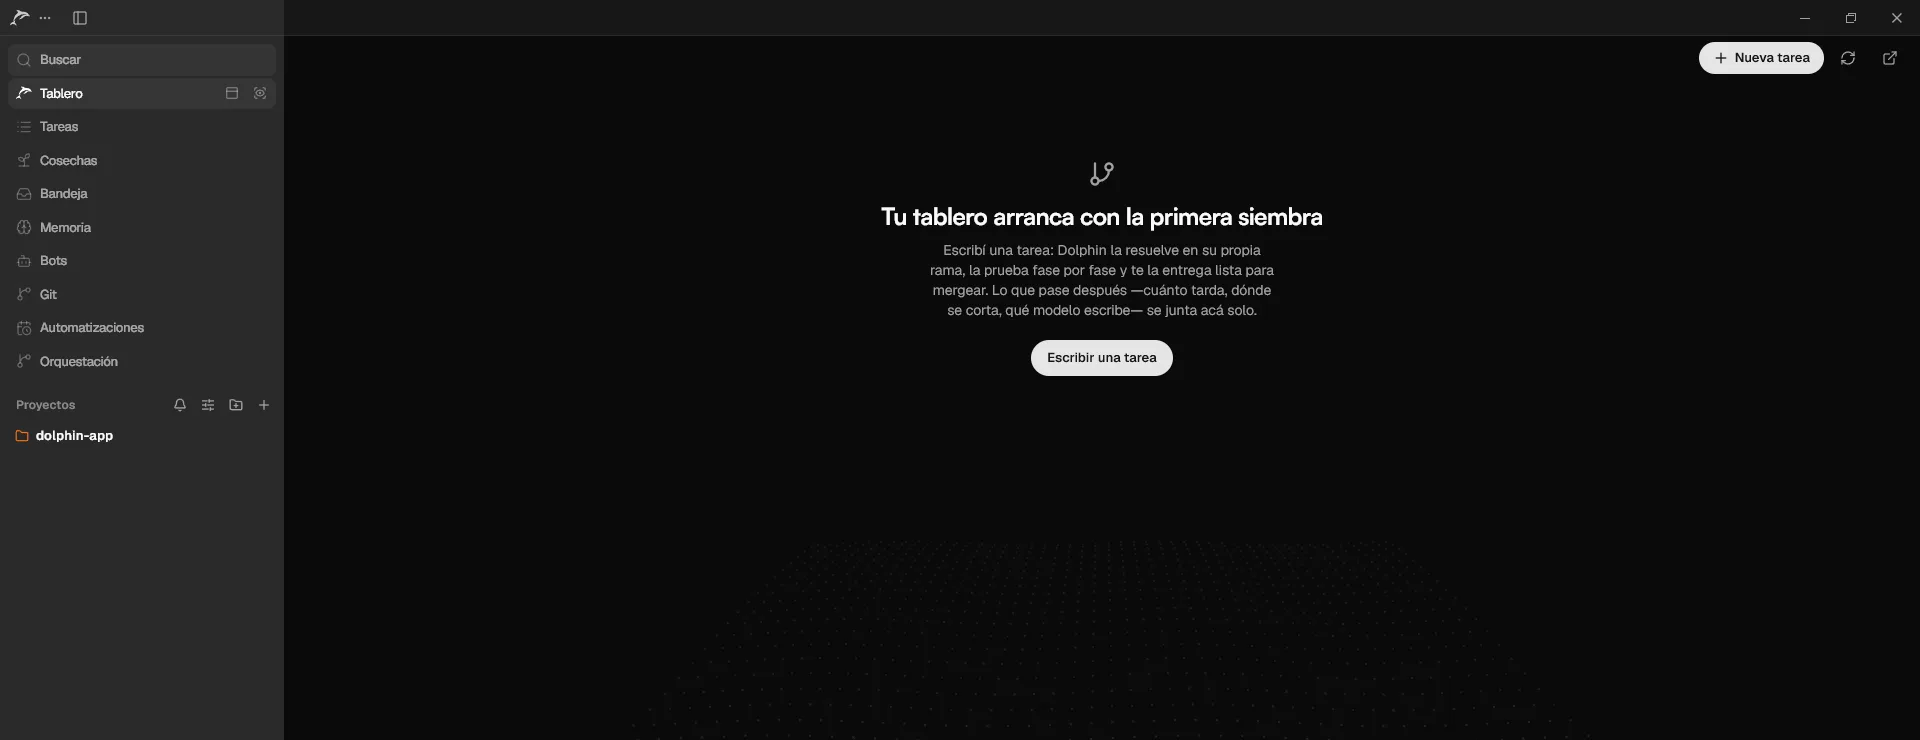 Buscar
Tablero
Tareas
Cosechas
Bandeja
Memoria
Bots
Git
Automatizaciones
Orquestación
Proyectos
dolphin-app
Nueva tarea
Tu tablero arranca con la primera siembra
Escribí una tarea: Dolphin la resuelve en su propia
rama, la prueba fase por fase y te la entrega lista para
mergear. Lo que pase después —cuánto tarda, dónde
se corta, qué modelo escribe— se junta acá solo.
Escribir una tarea